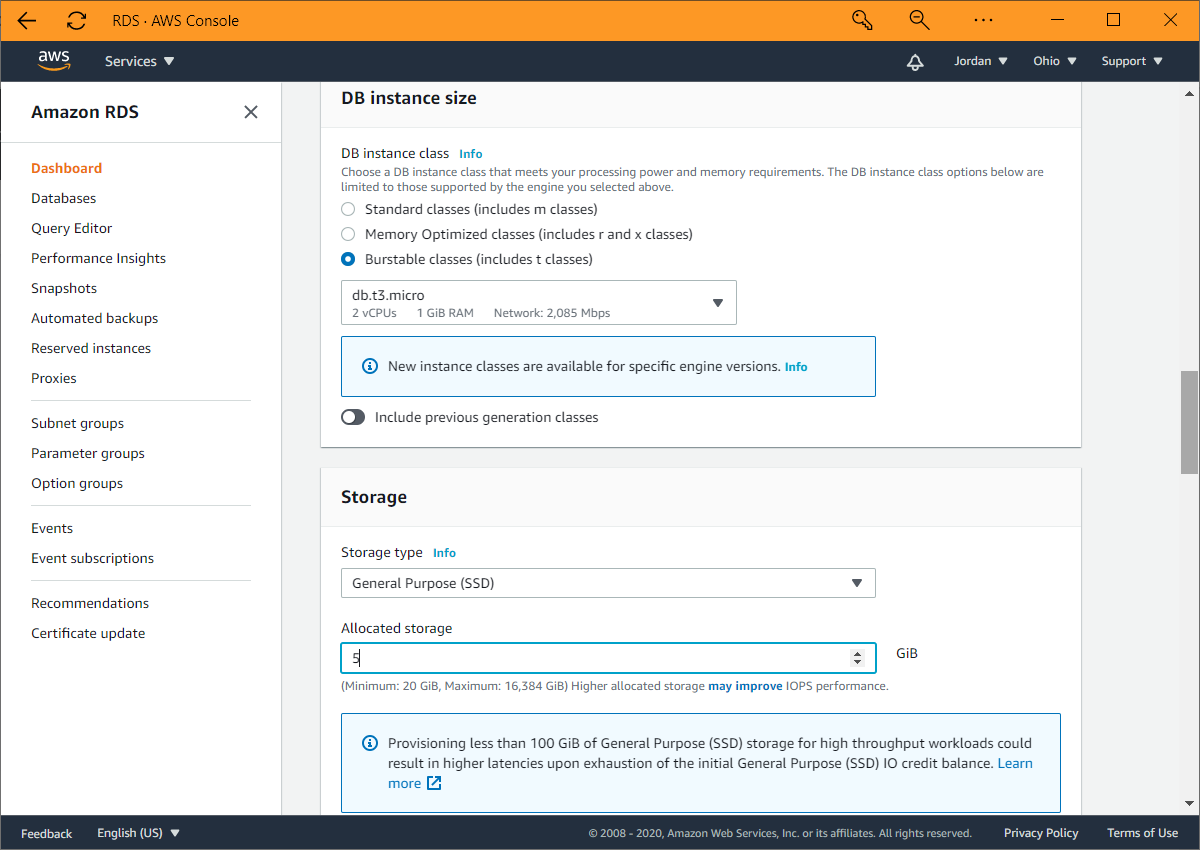 RDS · AWS Console
aws
Services
Jordan
Ohio
Support
Amazon RDS
Dashboard
Databases
Query Editor
Performance Insights
Snapshots
Automated backups
Reserved instances
Proxies
Subnet groups
Parameter groups
Option groups
Events
Event subscriptions
Recommendations
Certificate update
DB instance size
DB instance class Info
Choose a DB instance class that meets your processing power and memory requirements. The DB instance class options below are
limited to those supported by the engine you selected above.
Standard classes (includes m classes)
Memory Optimized classes (includes r and x classes)
Burstable classes (includes t classes)
db.t3.micro
2 vCPUs 1 GiB RAM Network: 2,085 Mbps
New instance classes are available for specific engine versions. Info
Include previous generation classes
Storage
Storage type Info
General Purpose (SSD)
Allocated storage
5
GiB
(Minimum: 20 GiB, Maximum: 16,384 GiB) Higher allocated storage may improve IOPS performance.
Provisioning less than 100 GiB of General Purpose (SSD) storage for high throughput workloads could
result in higher latencies upon exhaustion of the initial General Purpose (SSD) IO credit balance. Learn
more
Feedback
English (US)
© 2008 - 2020, Amazon Web Services, Inc. or its affiliates. All rights reserved.
Privacy Policy
Terms of Use